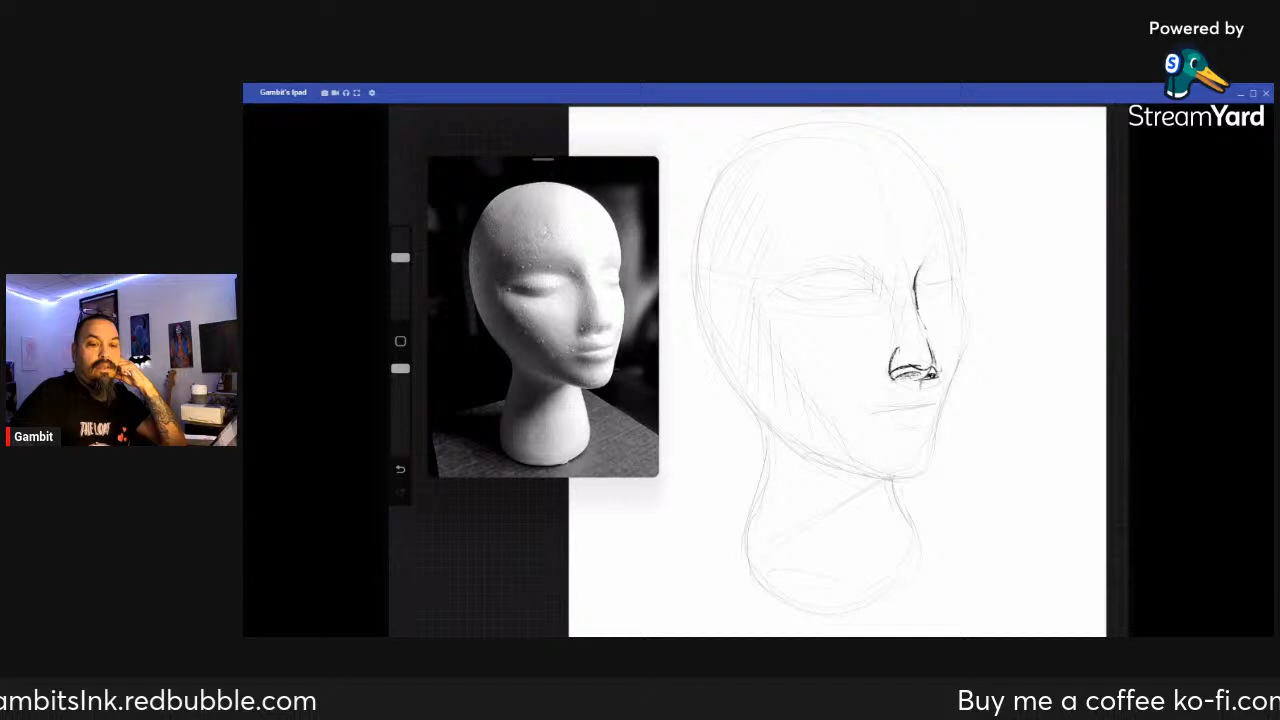 Powered by
S
StreamYard
Gambit's Ipad
Gambit
ambitsInk.redbubble.com
Buy me a coffee ko-fi.con